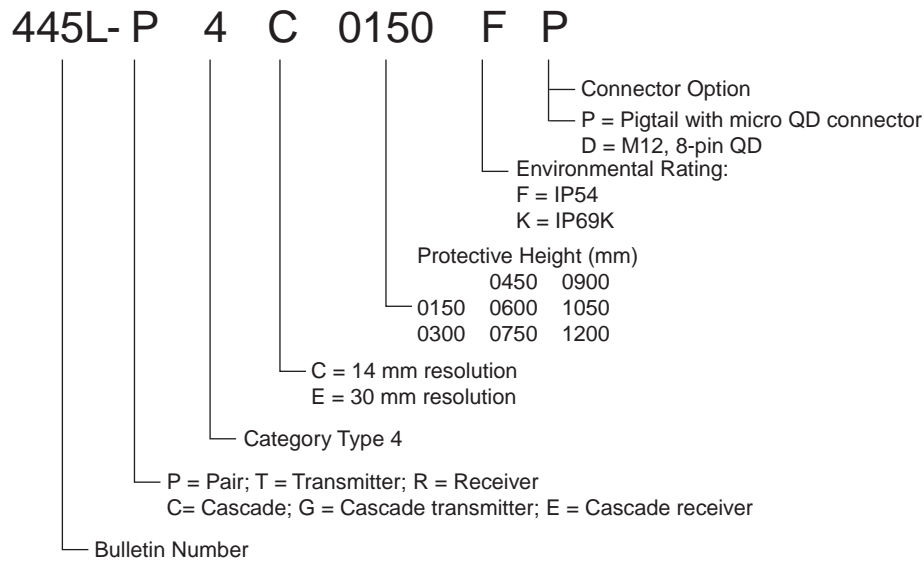 445L- P 4 C 0150 F P
Connector Option
P = Pigtail with micro QD connector
D = M12, 8-pin QD
Environmental Rating:
F = IP54
K = IP69K
Protective Height (mm)
0450 0900
0150 0600 1050
0300 0750 1200
C = 14 mm resolution
E = 30 mm resolution
Category Type 4
P = Pair; T = Transmitter; R = Receiver
C= Cascade; G = Cascade transmitter; E = Cascade receiver
Bulletin Number